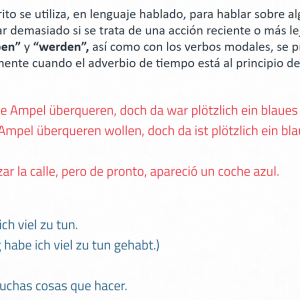 rito se utiliza, en lenguaje hablado, para hablar sobre alg
ar demasiado si se trata de una acción reciente o más le
en” y “werden”, así como con los verbos modales, se p
mente cuando el adverbio de tiempo está al principio de
e Ampel überqueren, doch da war plötzlich ein blaues
Ampel überqueren wollen, doch da ist plötzlich ein blau
zar la calle, pero de pronto, apareció un coche azul.
ich viel zu tun.
g habe ich viel zu tun gehabt.)
uchas cosas que hacer.